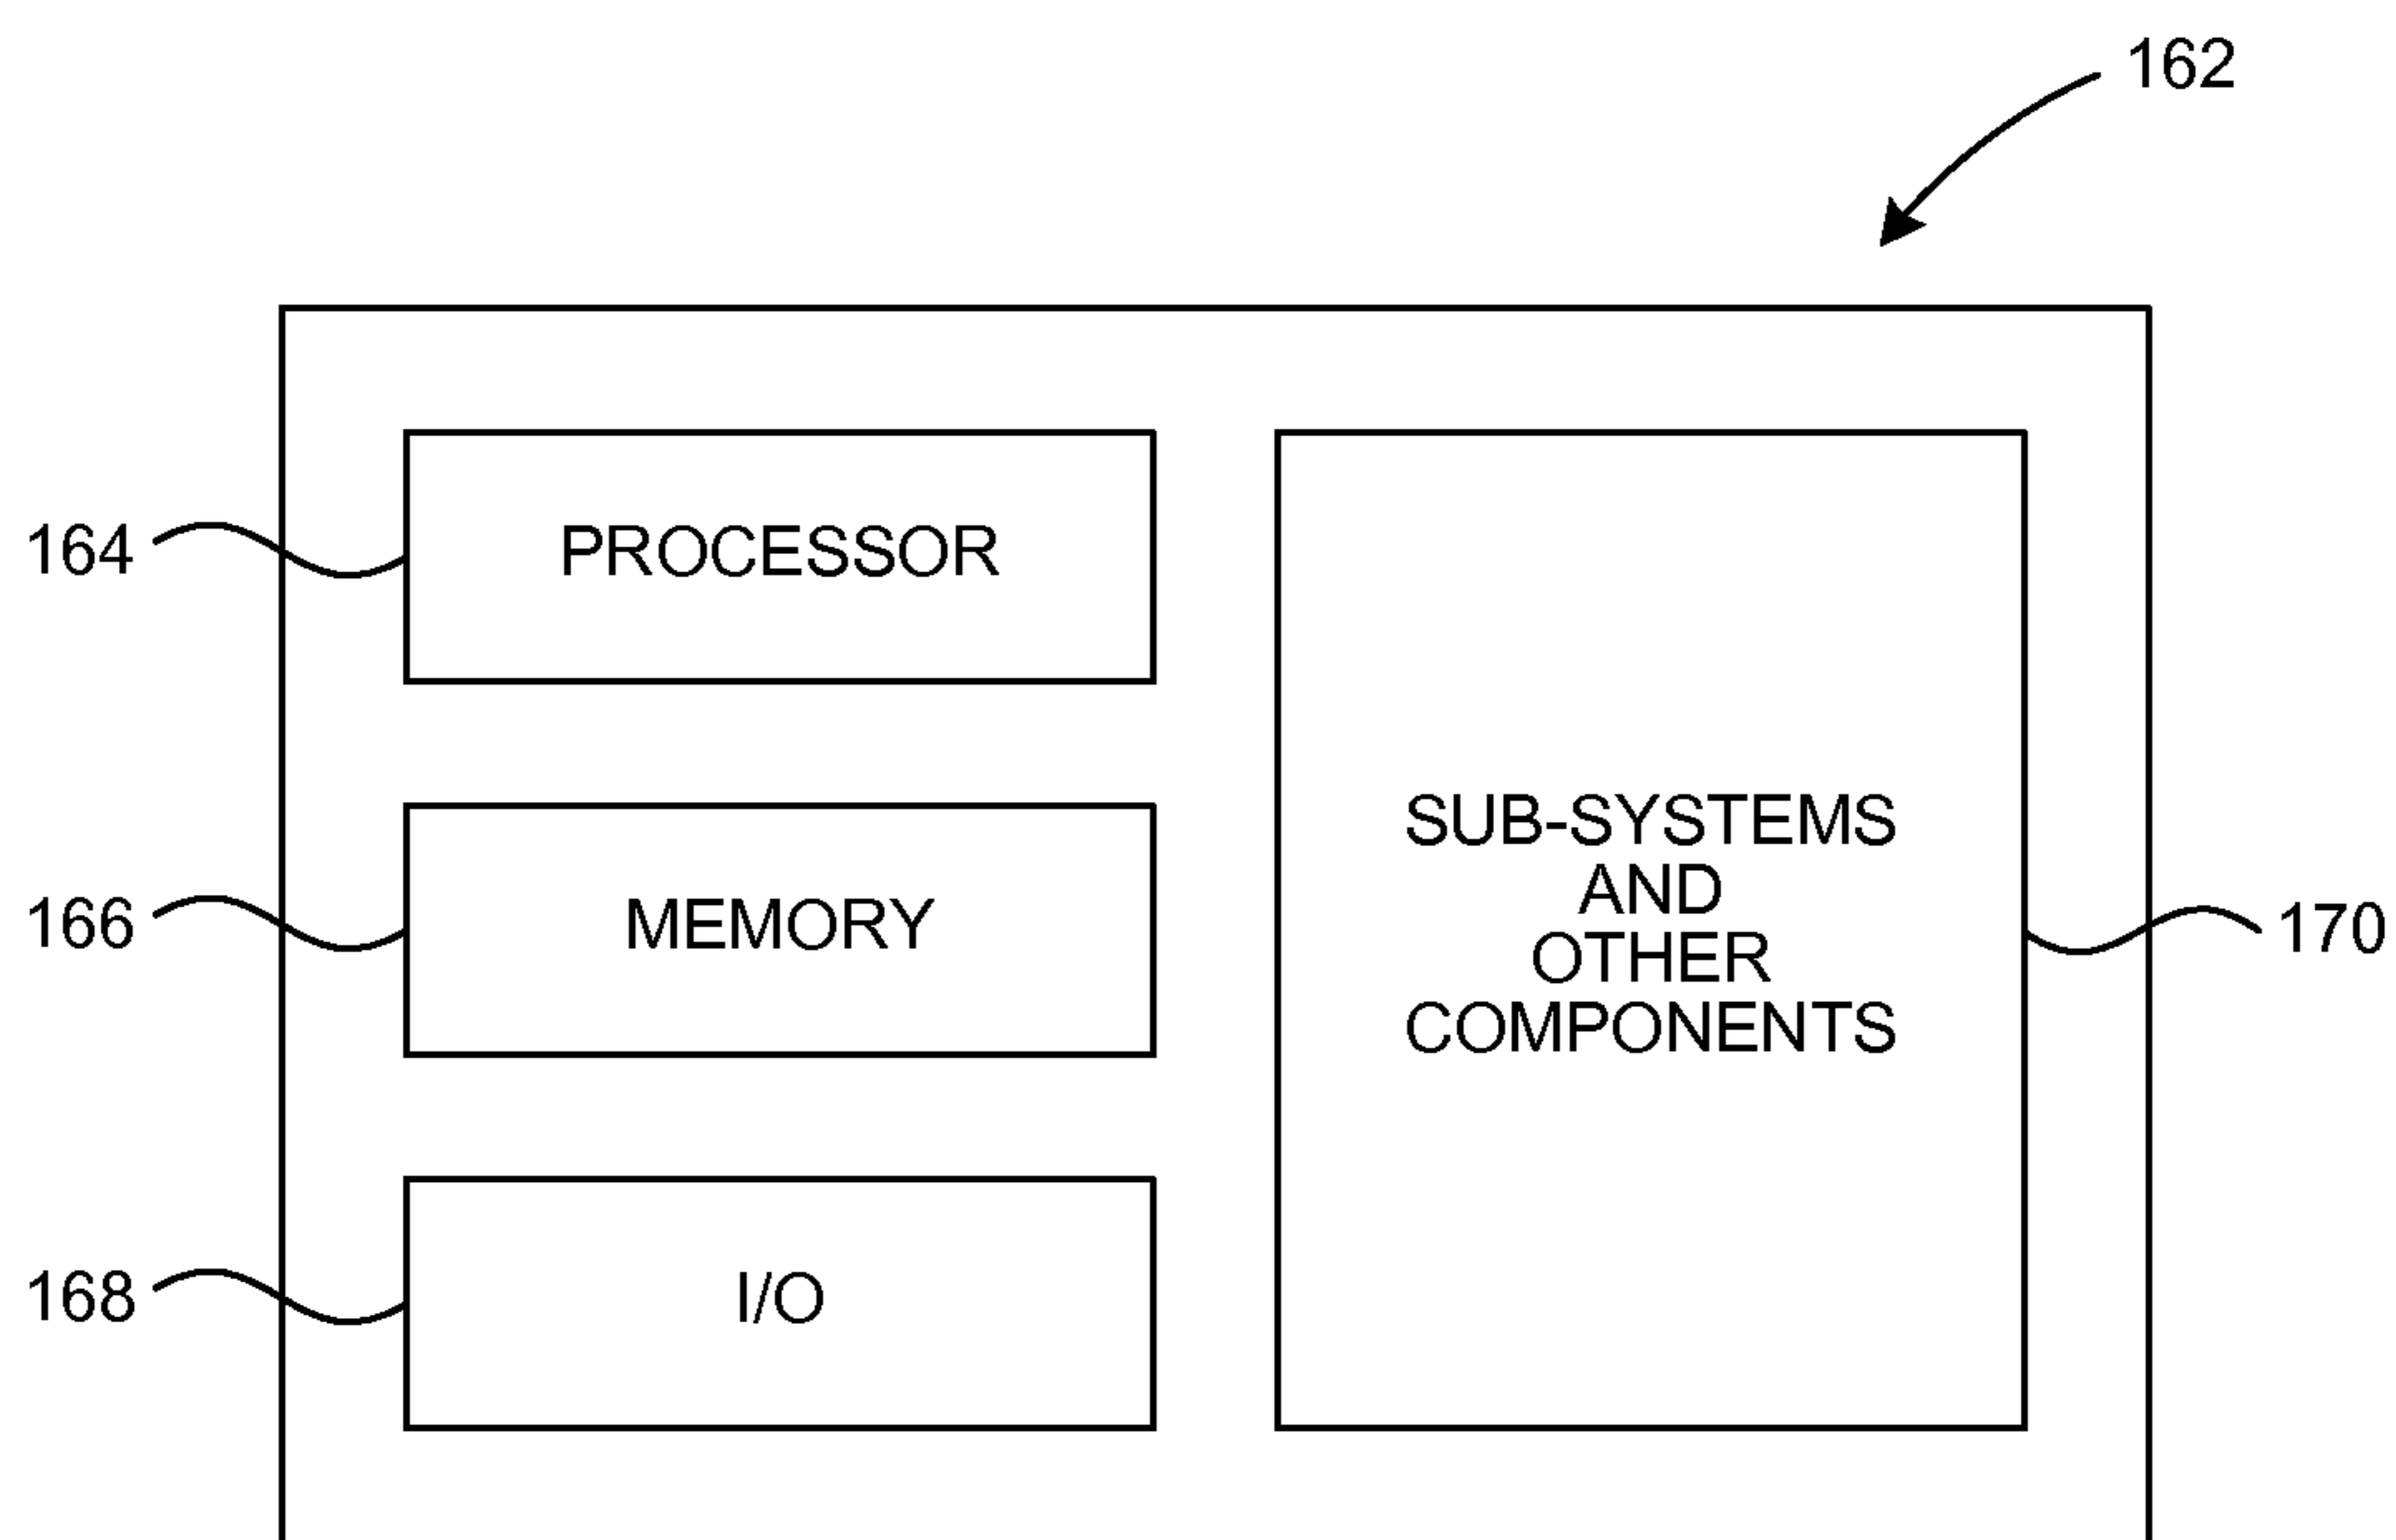 162
164
PROCESSOR
166
MEMORY
168
I/O
SUB-SYSTEMS
AND
OTHER
COMPONENTS
170